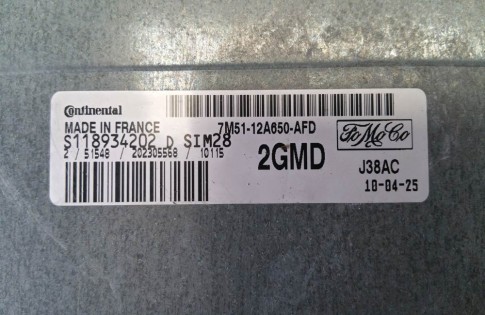 Continental
MADE IN FRANCE 7M51-12A650-AFD
S118934202 D SIM28
2 / 51548 / 202305568 / 10115
2GMD
FoMoCo
J38AC
10-04-25